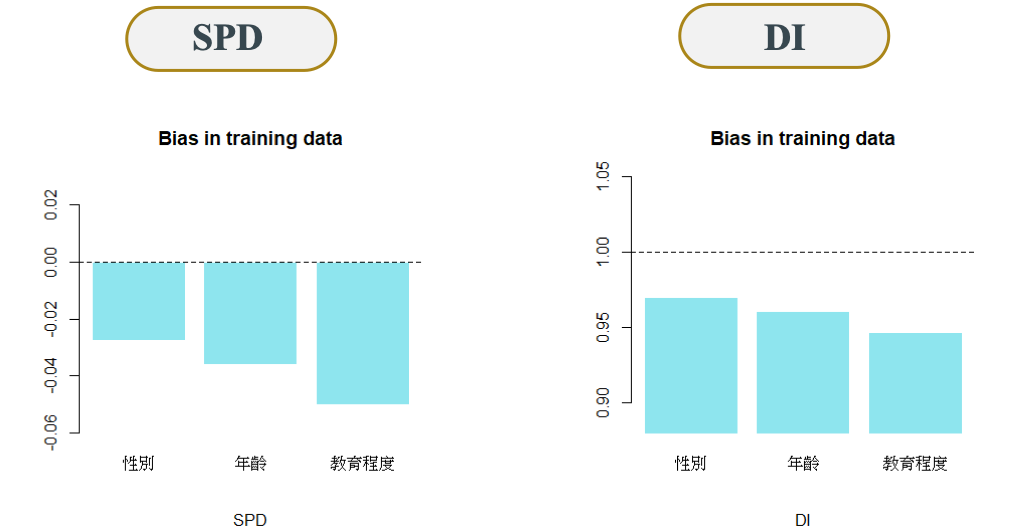 SPD
Bias in training data
0.02
0.00
-0.02
-0.04
-0.06
性別 年齡 教育程度
SPD
DI
Bias in training data
1.05
1.00
0.95
0.90
性別 年齡 教育程度
DI